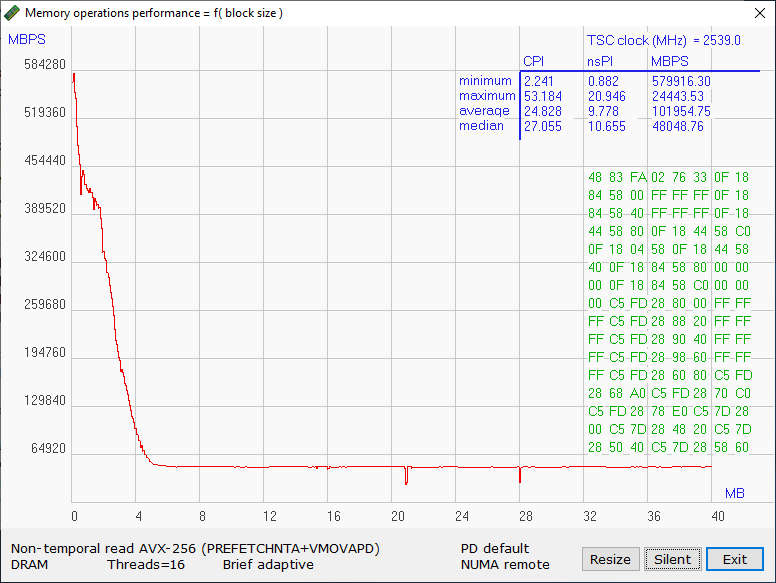 Memory operations performance = f( block size )
MBPS
TSC clock (MHz) = 2539.0
CPI nsPI MBPS
minimum 2.241 0.882 579916.30
maximum 53.184 20.946 24443.53
average 24.828 9.778 101954.75
median 27.055 10.655 48048.76
584280
519360
454440
389520
324600
259680
194760
129840
64920
48 83 FA 02 76 33 0F 18
84 58 00 FF FF FF 0F 18
84 58 40 FF FF FF 0F 18
44 58 80 0F 18 44 58 C0
0F 18 04 58 0F 18 44 58
40 0F 18 84 58 80 00 00
00 0F 18 84 58 C0 00 00
00 C5 FD 28 80 00 FF FF
FF C5 FD 28 88 20 FF FF
FF C5 FD 28 90 40 FF FF
FF C5 FD 28 98 60 FF FF
FF C5 FD 28 60 80 C5 FD
28 68 A0 C5 FD 28 70 C0
C5 FD 28 78 E0 C5 7D 28
00 C5 7D 28 48 20 C5 7D
28 50 40 C5 7D 28 58 60
MB
0 4 8 12 16 20 24 28 32 36 40
Non-temporal read AVX-256 (PREFETCHNTA+VMOVAPD) PD default
DRAM Threads=16 Brief adaptive NUMA remote
Resize Silent Exit